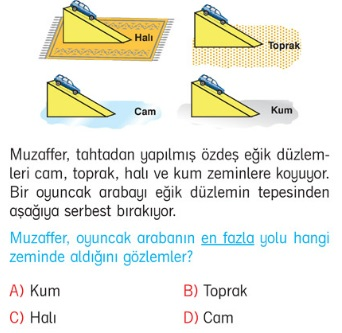 Halı
Toprak
Cam
Kum
Muzaffer, tahtadan yapılmış özdeş eğik düzlem-
leri cam, toprak, halı ve kum zeminlere koyuyor.
Bir oyuncak arabayı eğik düzlemin tepesinden
aşağıya serbest bırakıyor.
Muzaffer, oyuncak arabanın en fazla yolu hangi
zeminde aldığını gözlemler?
A) Kum B) Toprak
C) Halı D) Cam